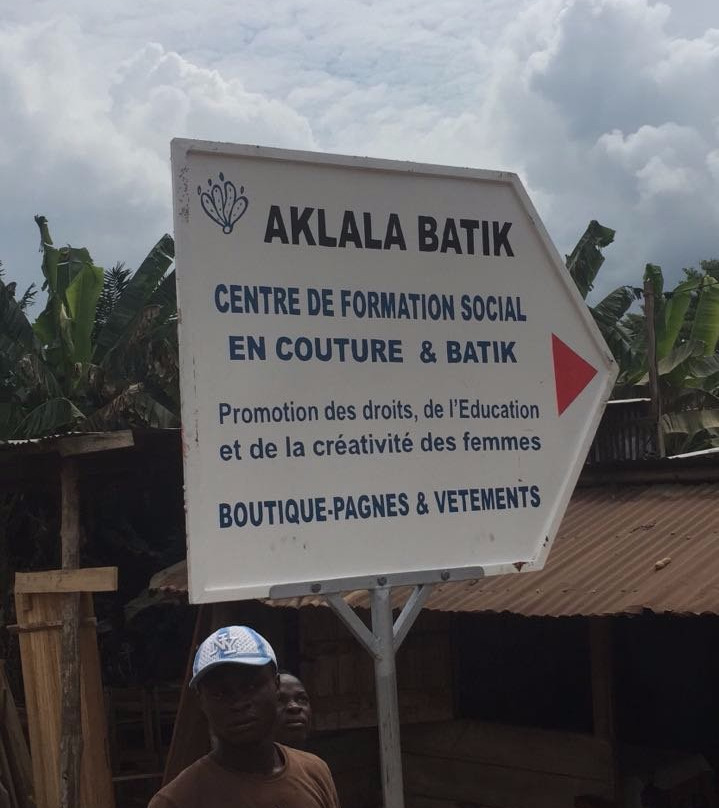 AKLALA BATIK
CENTRE DE FORMATION SOCIAL
EN COUTURE & BATIK
Promotion des droits, de l'Education
et de la créativité des femmes
BOUTIQUE-PAGNES & VETEMENTS
NY